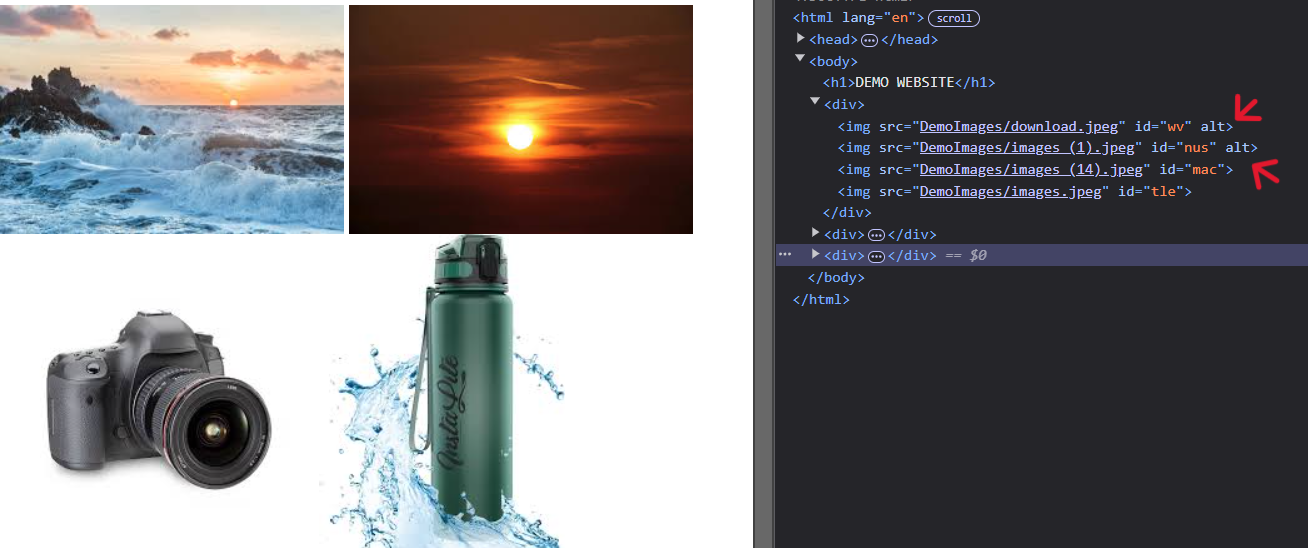 <html lang="en"> scroll
<head> ••• </head>
<body>
<h1>DEMO WEBSITE</h1>
<div>
<img src="DemoImages/download.jpeg" id="wv" alt>
<img src="DemoImages/images (1).jpeg" id="nus" alt>
<img src="DemoImages/images (14).jpeg" id="mac">
<img src="DemoImages/images.jpeg" id="tle">
</div>
<div> ••• </div>
••• <div> ••• </div> == $0
</body>
</html>
InstaLite